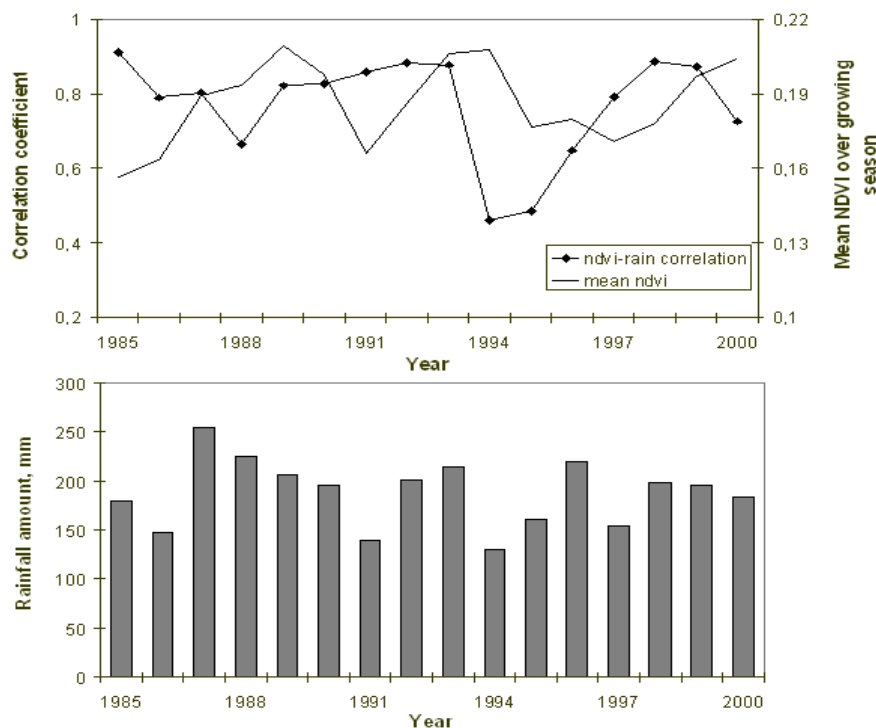 Correlation coefficient
1
0,8
0,6
0,4
0,2
0,22
0,19
0,16
0,13
0,1
Mean NDVI over growing
season
ndvi-rain correlation
mean ndvi
1985 1988 1991 1994 1997 2000
Year
Rainfall amount, mm
300
250
200
150
100
50
0
1985 1988 1991 1994 1997 2000
Year